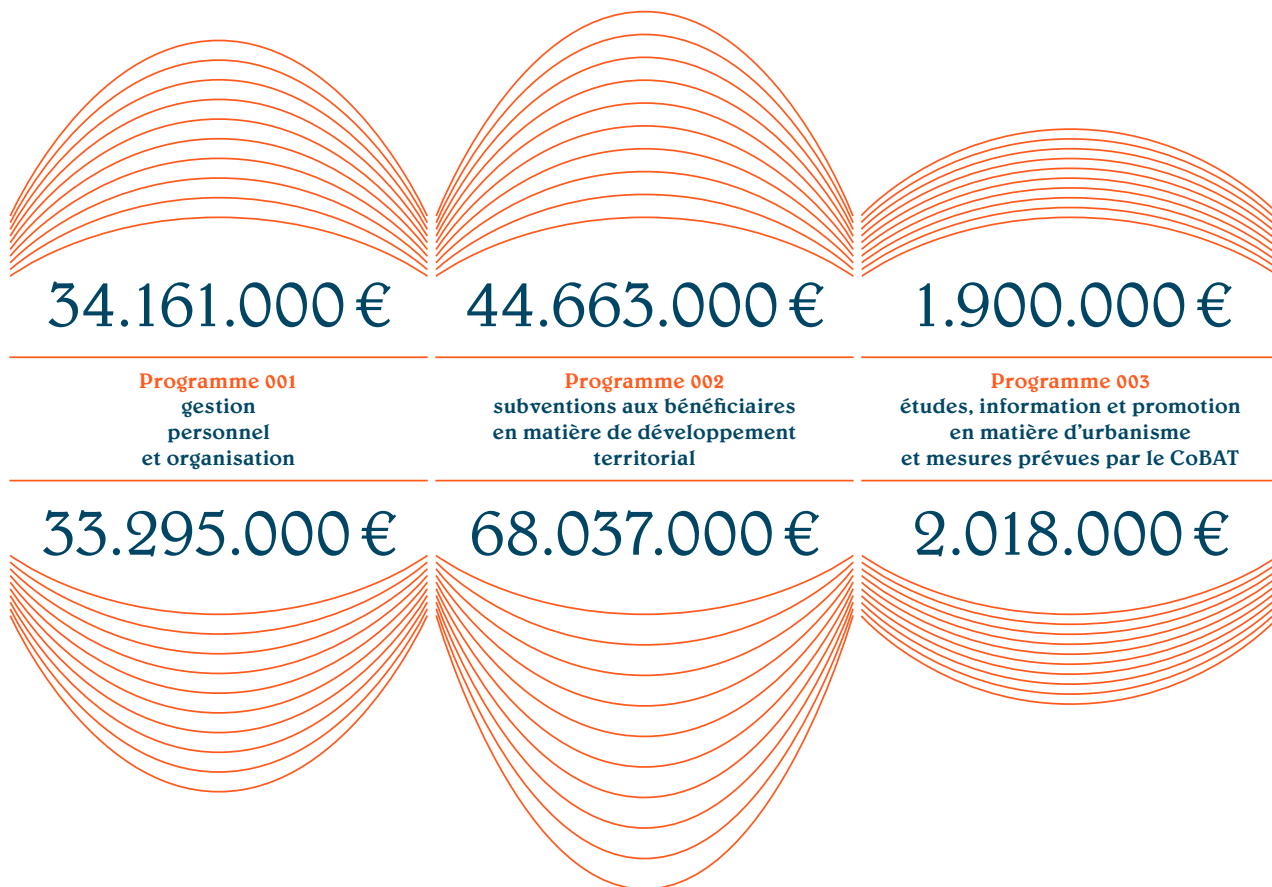 34.161.000 €
Programme 001
gestion
personnel
et organisation
33.295.000 €
44.663.000 €
Programme 002
subventions aux bénéficiaires
en matière de développement
territorial
68.037.000 €
1.900.000 €
Programme 003
études, information et promotion
en matière d’urbanisme
et mesures prévues par le CoBAT
2.018.000 €